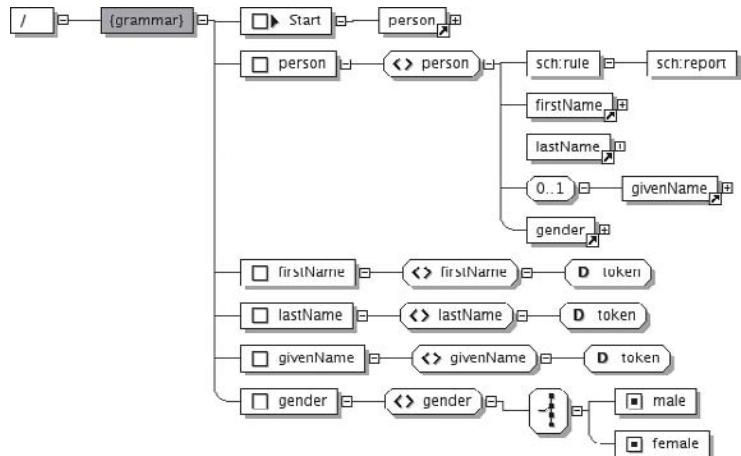 / {grammar} Start person
person person sch:rule sch:report
firstName
lastName
0..1 givenName
gender
firstName firstName D token
lastName lastName D token
givenName givenName D token
gender gender male
female